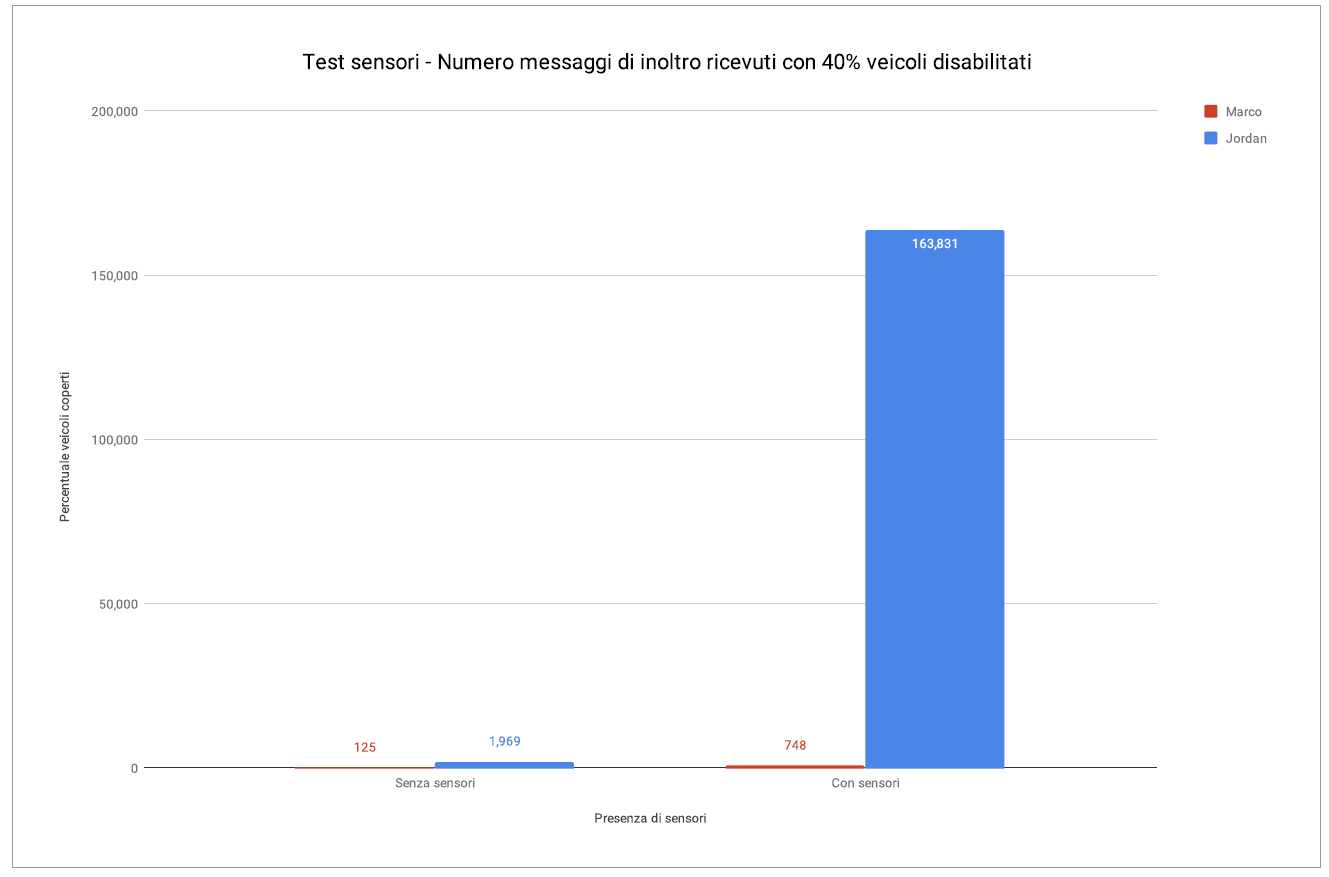 Test sensori - Numero messaggi di inoltro ricevuti con 40% veicoli disabilitati
Marco
Jordan
200,000
150,000
100,000
50,000
0
Percentuale veicoli coperti
125
1,969
748
163,831
Senza sensori
Con sensori
Presenza di sensori